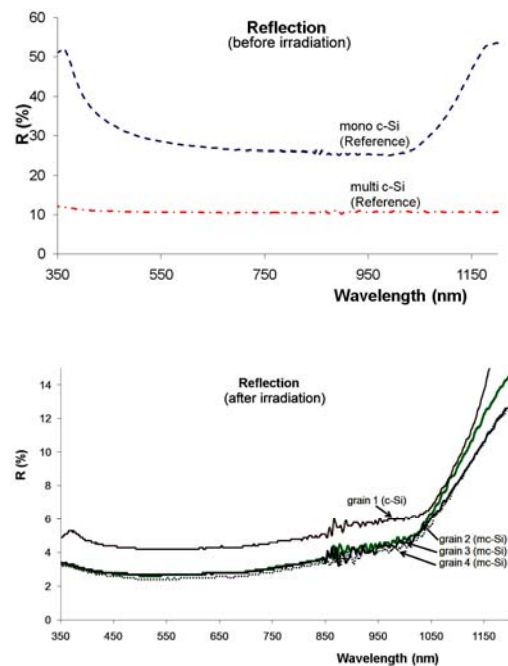 Reflection
(before irradiation)
60
50
40
30
20
10
0
R (%)
mono c-Si
(Reference)
multi c-Si
(Reference)
350
550
750
950
1150
Wavelength (nm)
Reflection
(after irradiation)
14
12
10
8
6
4
2
0
R (%)
grain 1 (c-Si)
grain 2 (mc-Si)
grain 3 (mc-Si)
grain 4 (mc-Si)
350
450
550
650
750
850
950
1050
1150
Wavelength (nm)